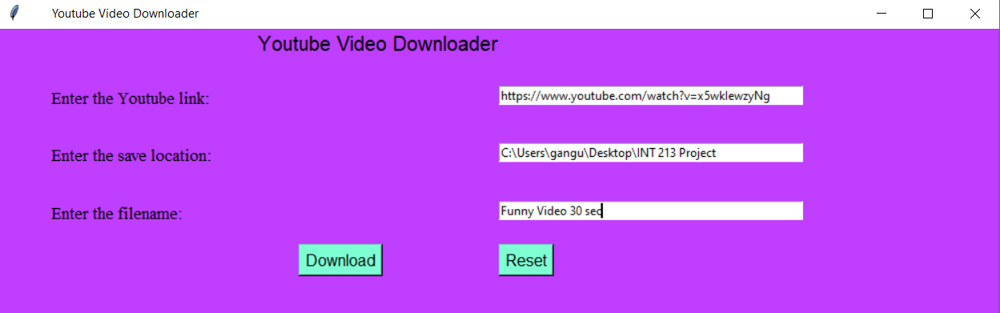 Youtube Video Downloader
Youtube Video Downloader
Enter the Youtube link: https://www.youtube.com/watch?v=x5wklewzyNg
Enter the save location: C:\Users\gangu\Desktop\INT 213 Project
Enter the filename: Funny Video 30 sec
Download Reset